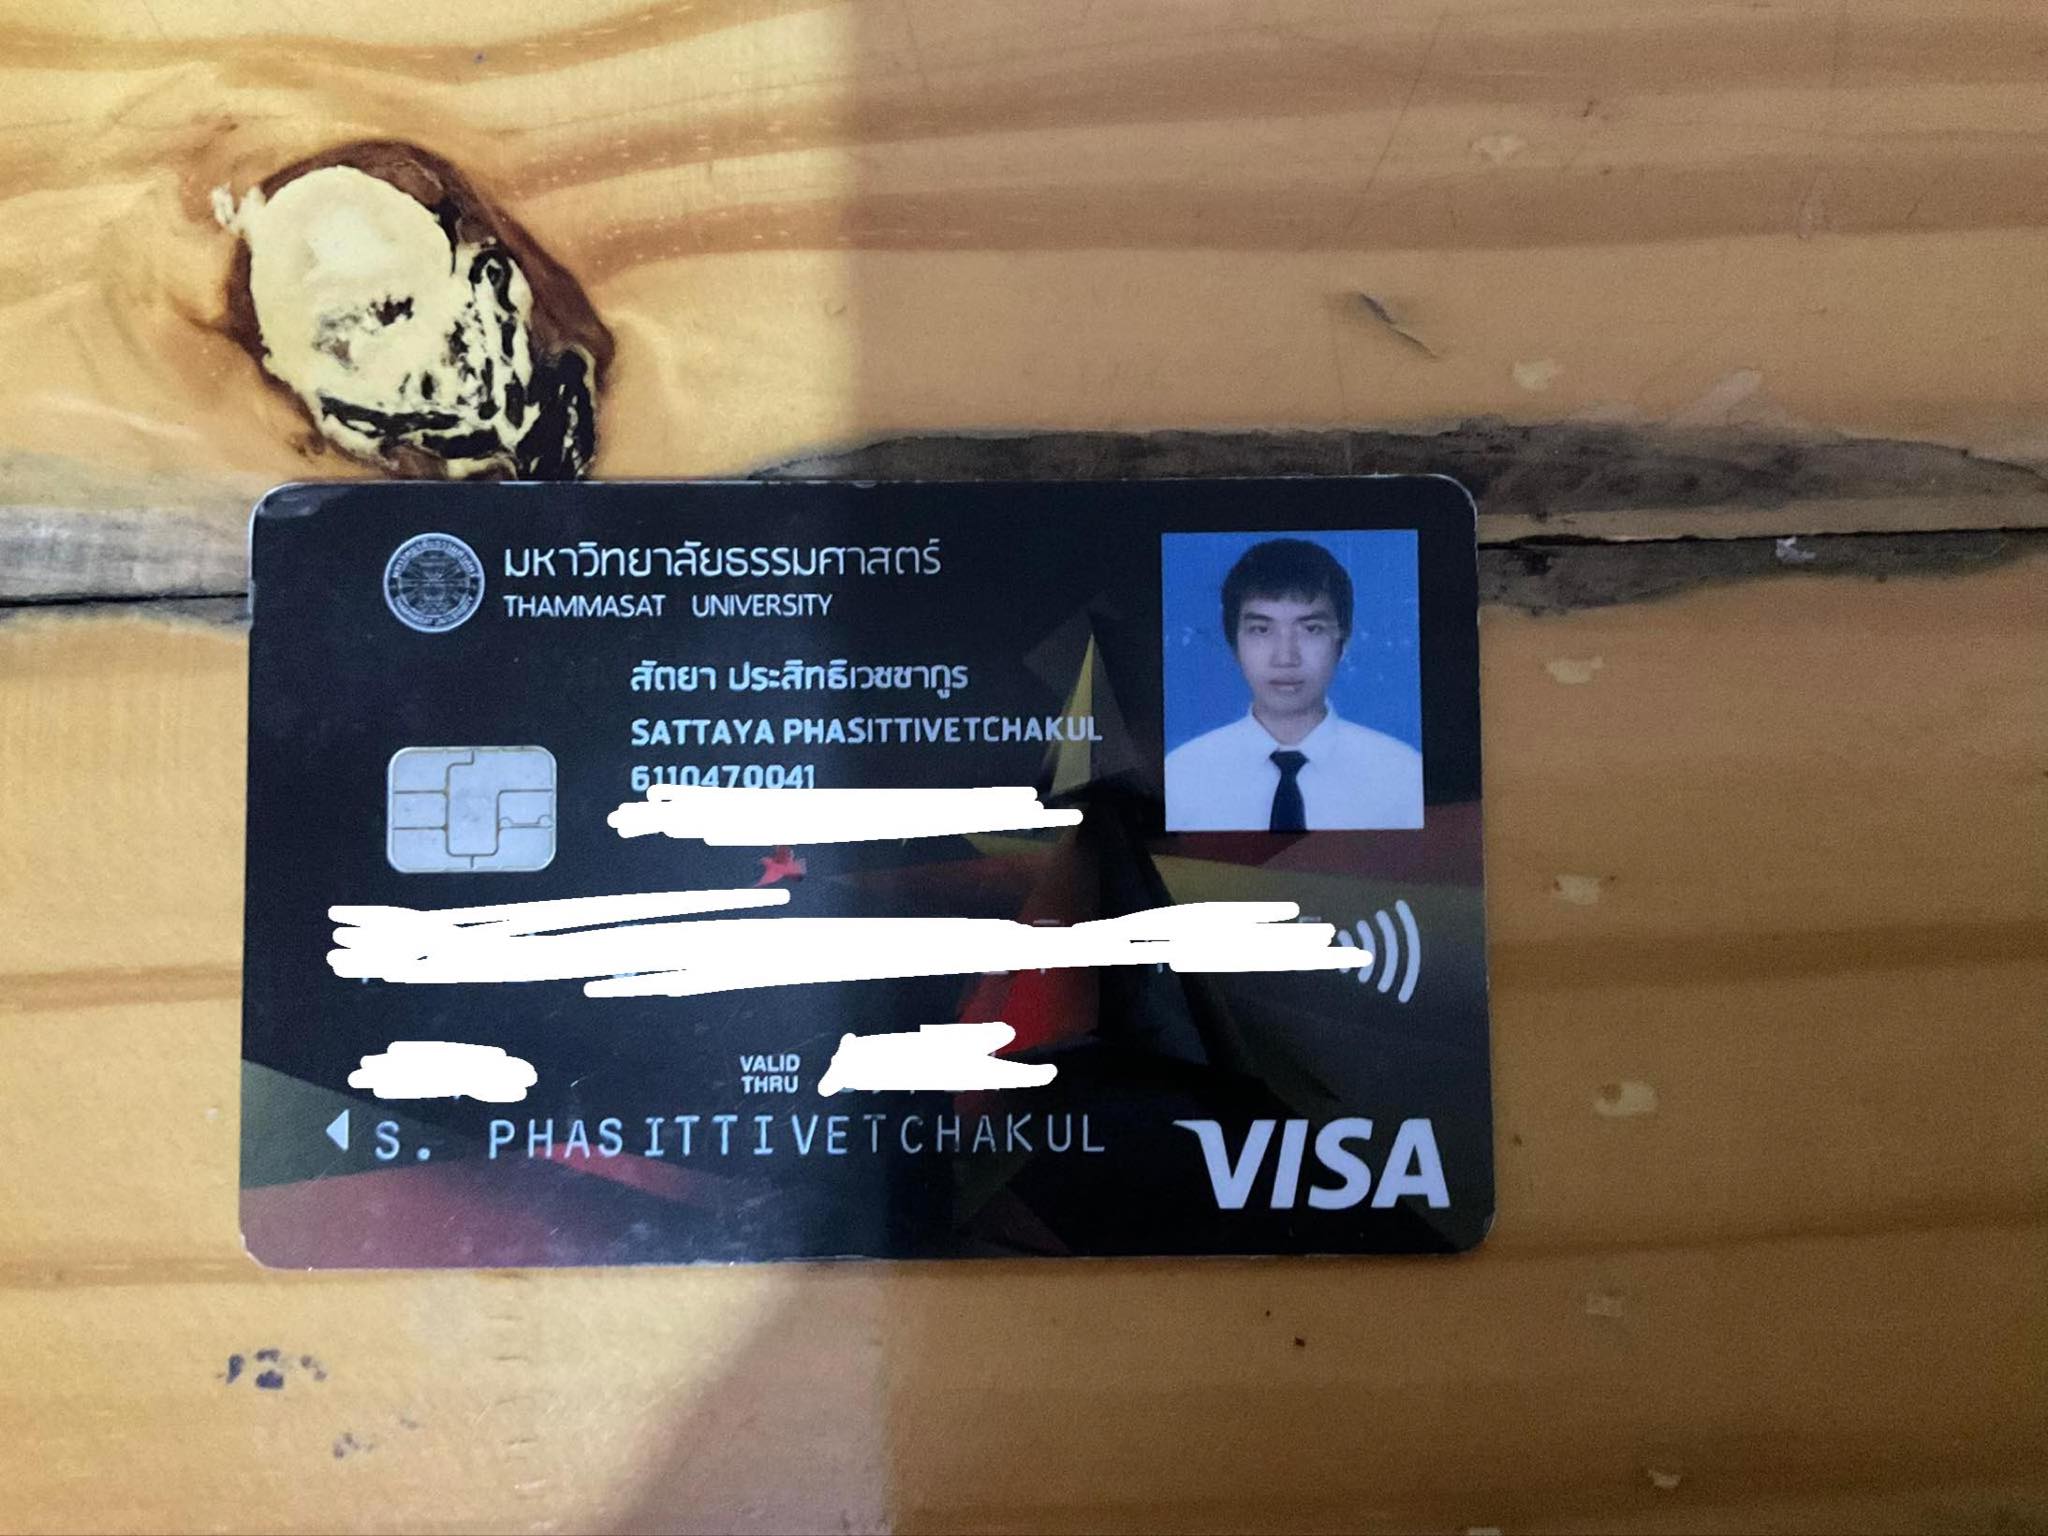 มหาวิทยาลัยธรรมศาสตร์
THAMMASAT UNIVERSITY
สัตยา ประสิทธิเวชชากูร
SATTAYA PHASITTIVETCHAKUL
6110470041
VALID
THRU
S. PHASITTIVETCHAKUL
VISA